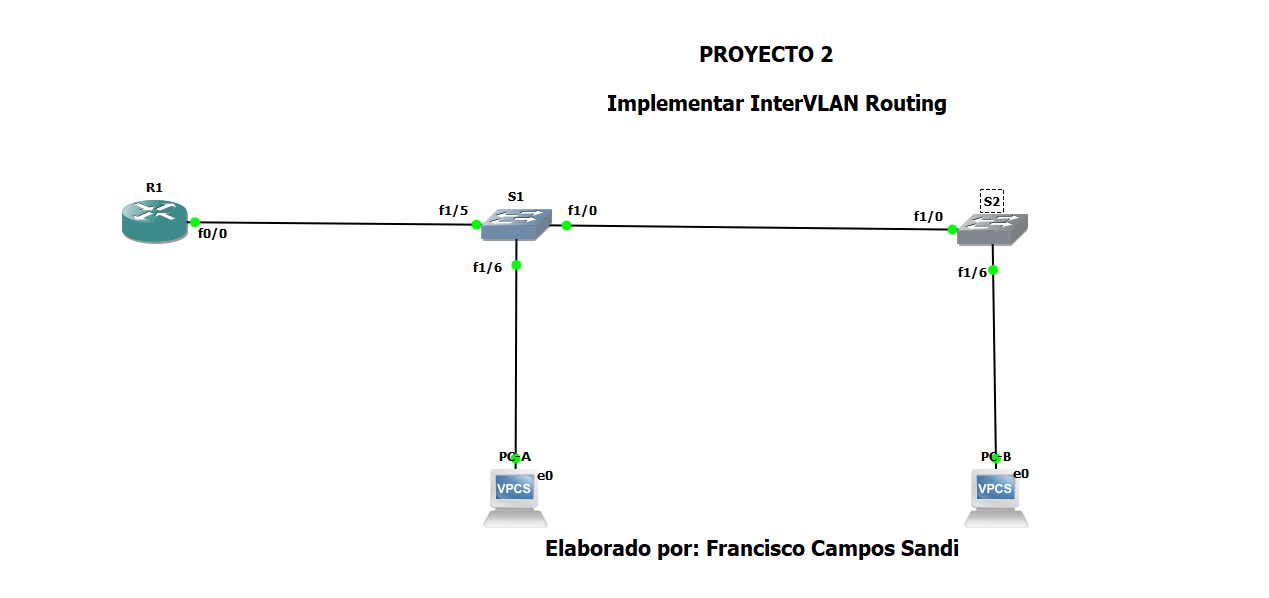 PROYECTO 2
Implementar InterVLAN Routing
R1
f0/0
f1/5
S1
f1/0
f1/6
f1/0
S2
f1/6
PC-A
e0
VPCS
PC-B
e0
VPCS
Elaborado por: Francisco Campos Sandi